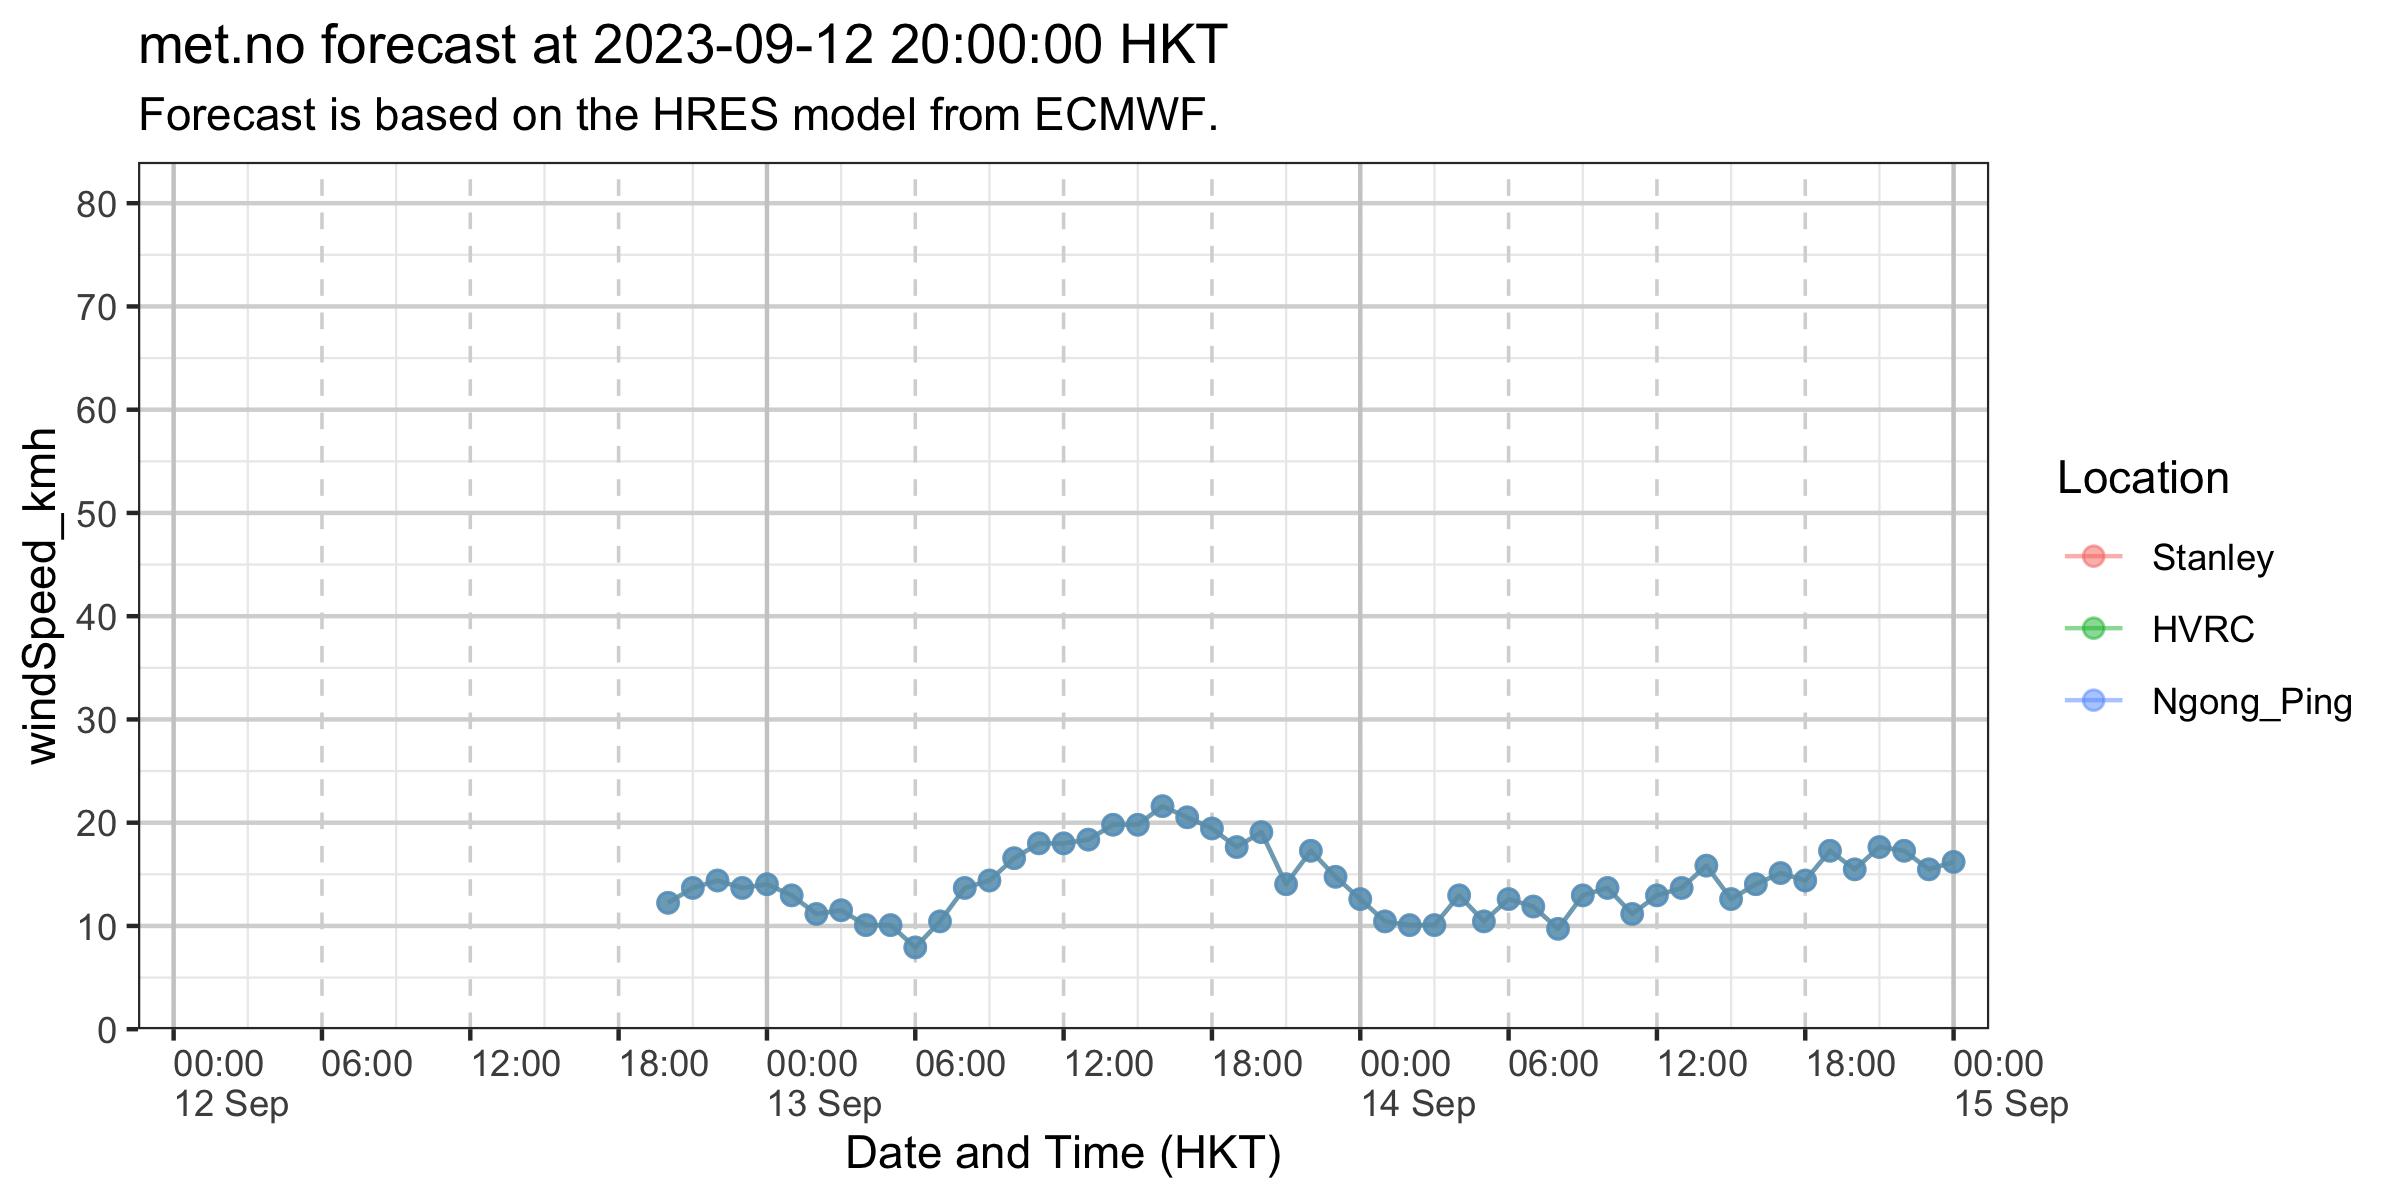 met.no forecast at 2023-09-12 20:00:00 HKT
Forecast is based on the HRES model from ECMWF.
windSpeed_kmh
80
70
60
50
40
30
20
10
0
00:00 06:00 12:00 18:00 00:00 06:00 12:00 18:00 00:00 06:00 12:00 18:00 00:00
12 Sep 13 Sep 14 Sep 15 Sep
Date and Time (HKT)
Location
Stanley
HVRC
Ngong_Ping